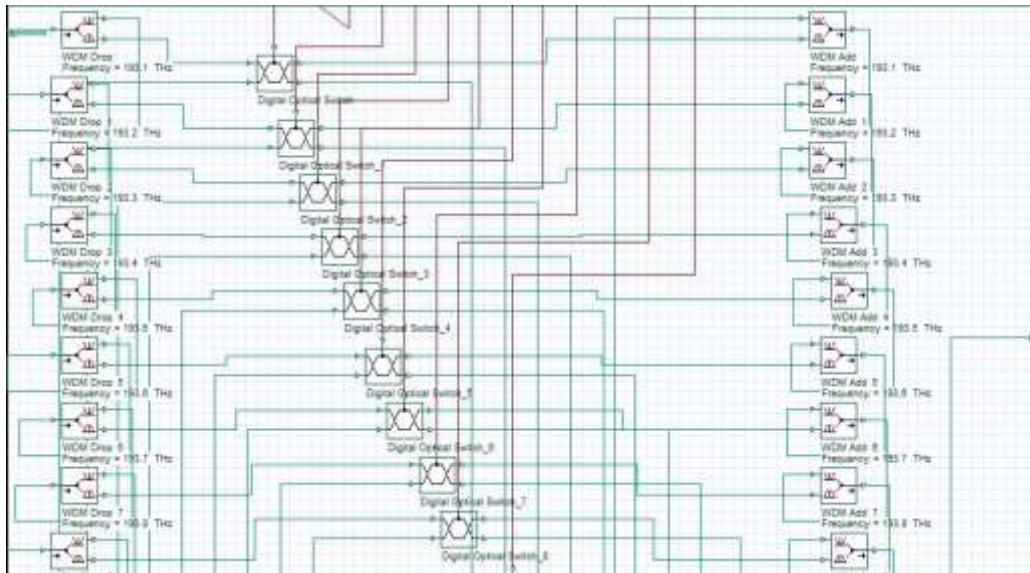 WDM Drop
Frequency = 193.1 THz
WDM Drop 1
Frequency = 193.2 THz
WDM Drop 2
Frequency = 193.3 THz
WDM Drop 3
Frequency = 193.4 THz
WDM Drop 4
Frequency = 193.5 THz
WDM Drop 5
Frequency = 193.6 THz
WDM Drop 6
Frequency = 193.7 THz
WDM Drop 7
Digital Optical Switch
Digital Optical Switch_
Digital Optical Switch_2
Digital Optical Switch_3
Digital Optical Switch_4
Digital Optical Switch_5
Digital Optical Switch_6
Digital Optical Switch_7
Digital Optical Switch_8
WDM Add
Frequency = 193.1 THz
WDM Add 1
Frequency = 193.2 THz
WDM Add 2
Frequency = 193.3 THz
WDM Add 3
Frequency = 193.4 THz
WDM Add 4
Frequency = 193.5 THz
WDM Add 5
Frequency = 193.6 THz
WDM Add 6
Frequency = 193.7 THz
WDM Add 7
Frequency = 193.8 THz